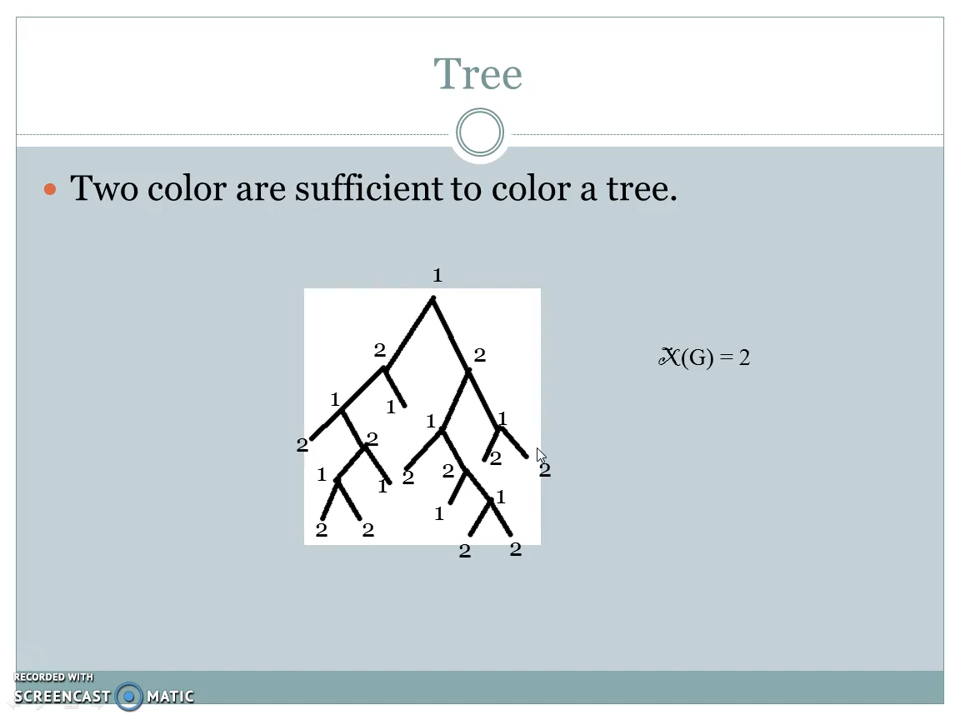 Tree
Two color are sufficient to color a tree.
1
2 2
X(G) = 2
1 1 1 1
2 2 2 2
1 1 2 2 2
1 1
2 2 2 2
RECORDED WITH
SCREENCAST MATIC